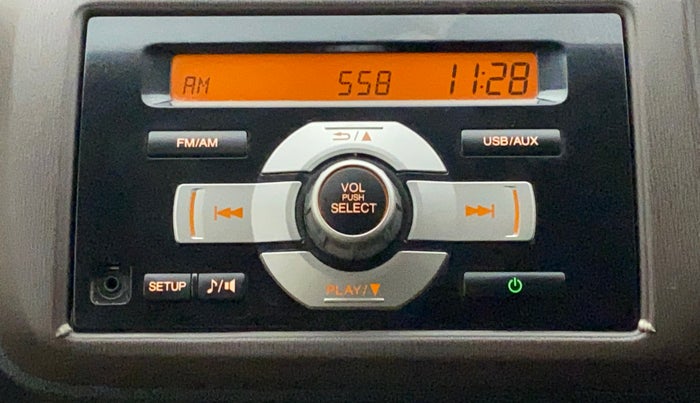 AM 558 11:28
FM/AM
USB/AUX
VOL
PUSH
SELECT
SETUP
PLAY/▼